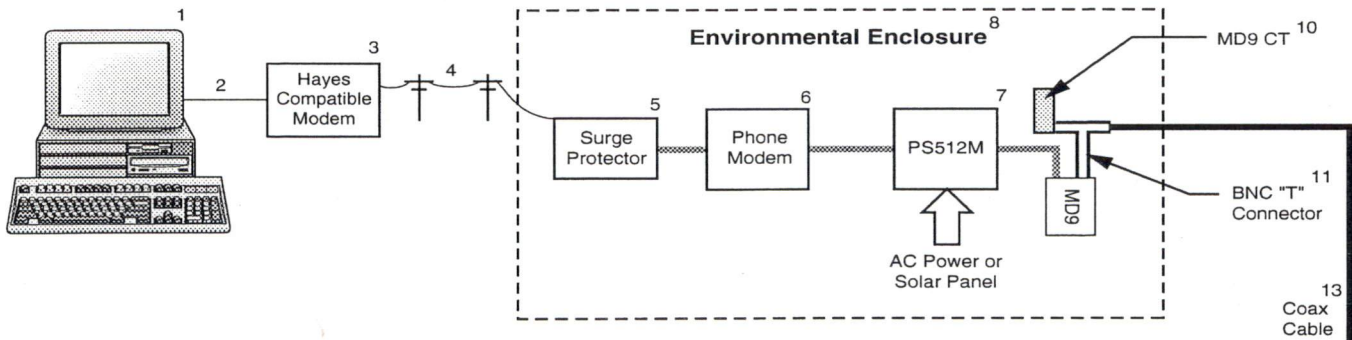 1
2
3
Hayes
Compatible
Modem
4
Environmental Enclosure 8
5
Surge
Protector
6
Phone
Modem
7
PS512M
AC Power or
Solar Panel
MD9
MD9 CT 10
11
BNC "T"
Connector
13
Coax
Cable